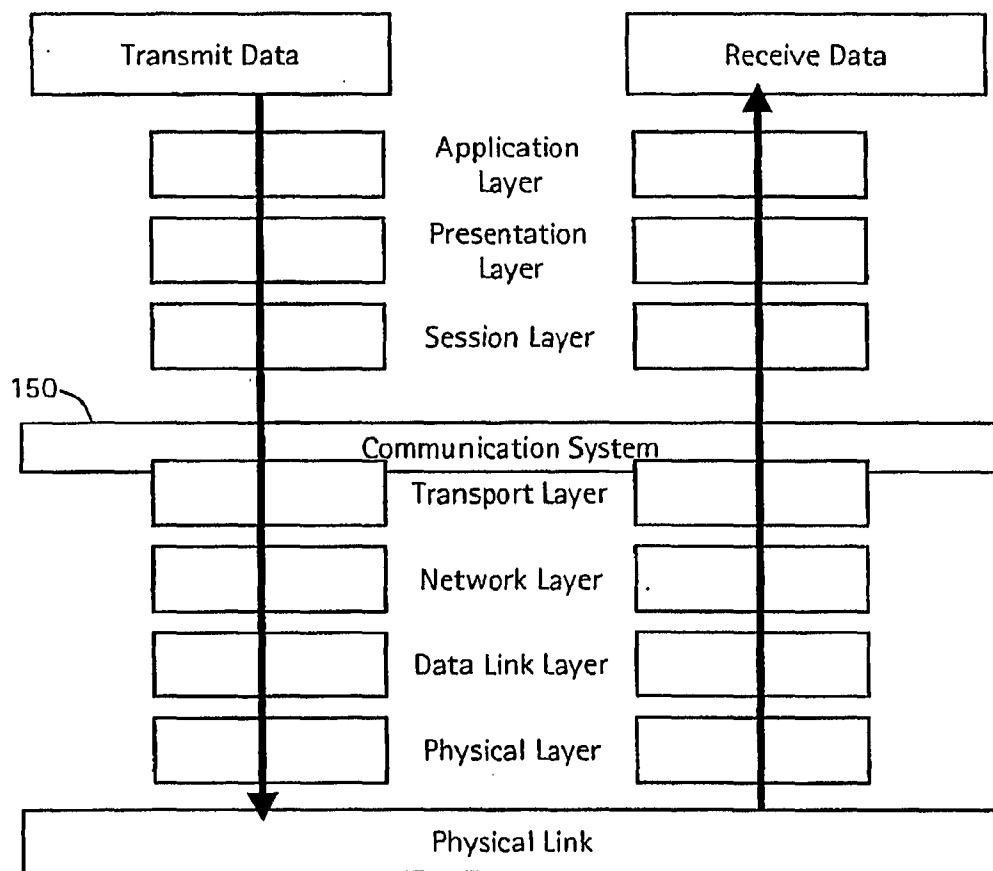 Transmit Data
Receive Data
Application
Layer
Presentation
Layer
Session Layer
150
Communication System
Transport Layer
Network Layer
Data Link Layer
Physical Layer
Physical Link